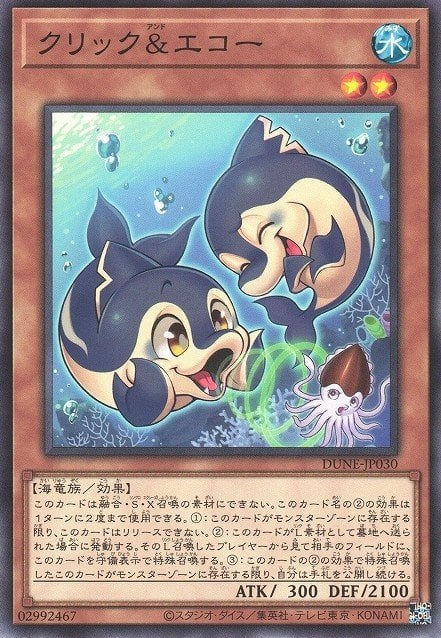 クリック&エコー
アンド
水
DUNE-JP030
【海竜族/効果】
このカードは融合・S・X召喚の素材にできない。このカード名の②の効果は
1ターンに2度まで使用できる。①:このカードがモンスターゾーンに存在する
限り、このカードはリリースできない。②:このカードがL素材として墓地へ送ら
れた場合に発動する。そのL召喚したプレイヤーから見て相手のフィールドに、
このカードを守備表示で特殊召喚する。③:このカードの②の効果で特殊召喚
したこのカードがモンスターゾーンに存在する限り、自分は手札を公開し続ける。
ATK/ 300 DEF/2100
02992467
©スタジオ・ダイス/集英社・テレビ東京・KONAMI